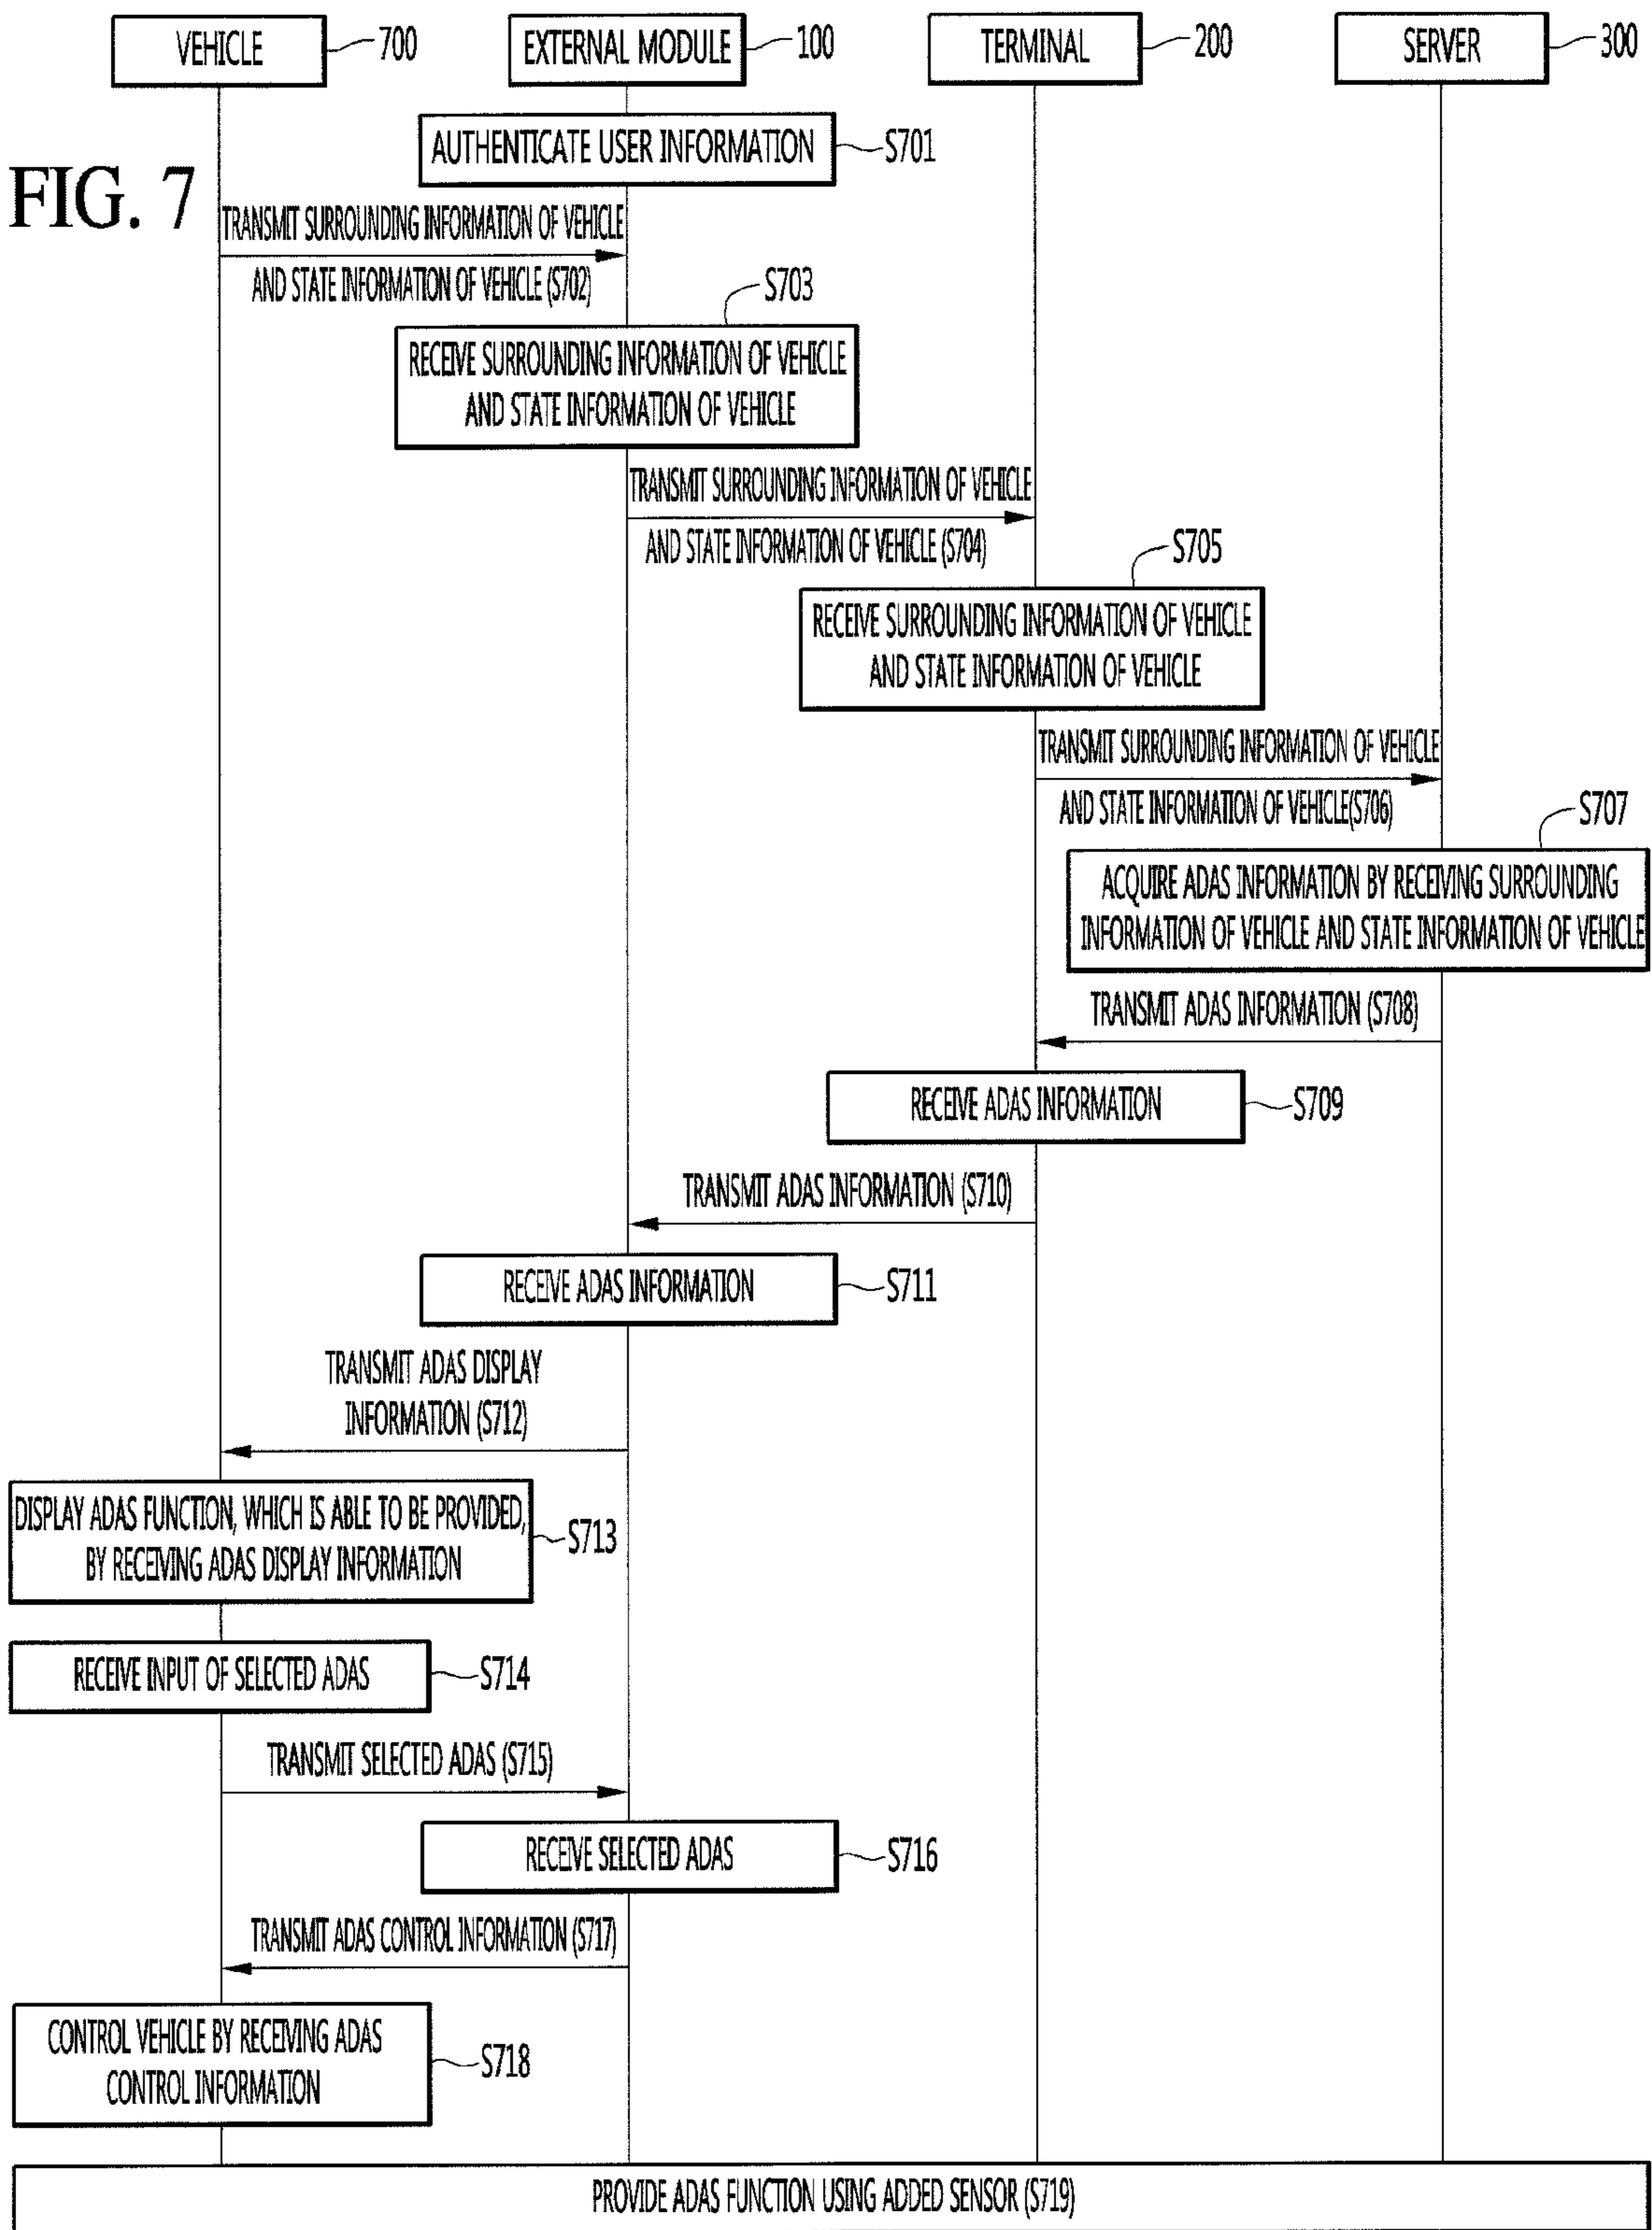 VEHICLE 700
EXTERNAL MODULE 100
TERMINAL 200
SERVER 300
AUTHENTICATE USER INFORMATION S701
FIG. 7
TRANSMIT SURROUNDING INFORMATION OF VEHICLE
AND STATE INFORMATION OF VEHICLE (S702)
S703
RECEIVE SURROUNDING INFORMATION OF VEHICLE
AND STATE INFORMATION OF VEHICLE
TRANSMIT SURROUNDING INFORMATION OF VEHICLE
AND STATE INFORMATION OF VEHICLE (S704)
S705
RECEIVE SURROUNDING INFORMATION OF VEHICLE
AND STATE INFORMATION OF VEHICLE
TRANSMIT SURROUNDING INFORMATION OF VEHICLE
AND STATE INFORMATION OF VEHICLE(S706)
S707
ACQUIRE ADAS INFORMATION BY RECEIVING SURROUNDING
INFORMATION OF VEHICLE AND STATE INFORMATION OF VEHICLE
TRANSMIT ADAS INFORMATION (S708)
RECEIVE ADAS INFORMATION S709
TRANSMIT ADAS INFORMATION (S710)
RECEIVE ADAS INFORMATION S711
TRANSMIT ADAS DISPLAY
INFORMATION (S712)
DISPLAY ADAS FUNCTION, WHICH IS ABLE TO BE PROVIDED,
BY RECEIVING ADAS DISPLAY INFORMATION
S713
RECEIVE INPUT OF SELECTED ADAS S714
TRANSMIT SELECTED ADAS (S715)
RECEIVE SELECTED ADAS S716
TRANSMIT ADAS CONTROL INFORMATION (S717)
CONTROL VEHICLE BY RECEIVING ADAS
CONTROL INFORMATION
S718
PROVIDE ADAS FUNCTION USING ADDED SENSOR (S719)